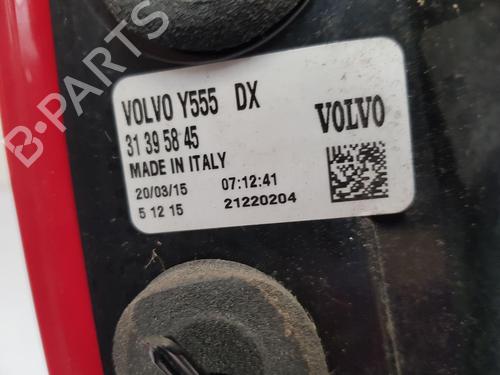 VOLVO Y555 DX
31 39 58 45
MADE IN ITALY
20/03/15 07:12:41
5 12 15 21220204
VOLVO